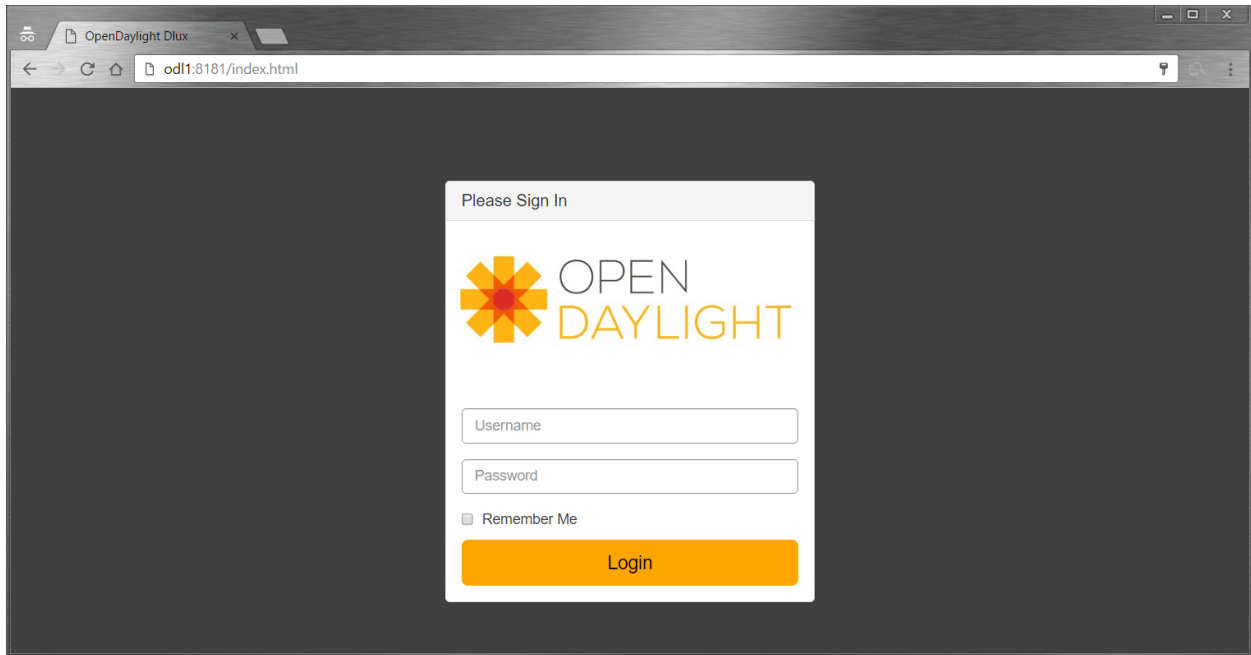 OpenDaylight Dlux
odl1:8181/index.html
Please Sign In
OPEN
DAYLIGHT
Username
Password
Remember Me
Login